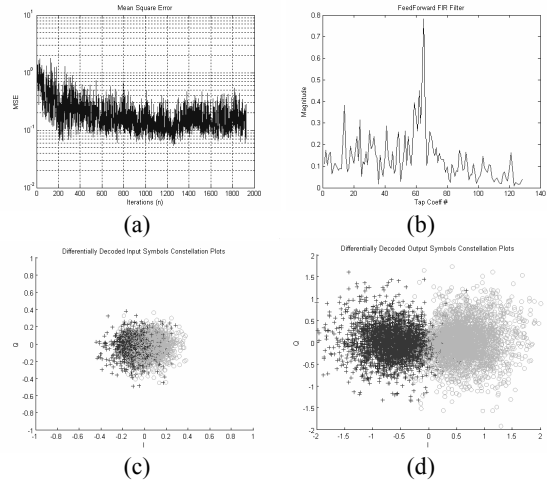 Mean Square Error
10^1
10^0
10^-1
10^-2
MSE
0 200 400 600 800 1000 1200 1400 1600 1800 2000
Iterations (n)
(a)
FeedForward FIR Filter
0.8
0.7
0.6
0.5
0.4
0.3
0.2
0.1
0
Magnitude
0 20 40 60 80 100 120 140
Tap Coeff #
(b)
Differentially Decoded Input Symbols Constellation Plots
1
0.8
0.6
0.4
0.2
0
-0.2
-0.4
-0.6
-0.8
-1
Q
-1 -0.8 -0.6 -0.4 -0.2 0 0.2 0.4 0.6 0.8 1
I
(c)
Differentially Decoded Output Symbols Constellation Plots
2
1.5
1
0.5
0
-0.5
-1
-1.5
-2
Q
-2 -1.5 -1 -0.5 0 0.5 1 1.5 2
I
(d)